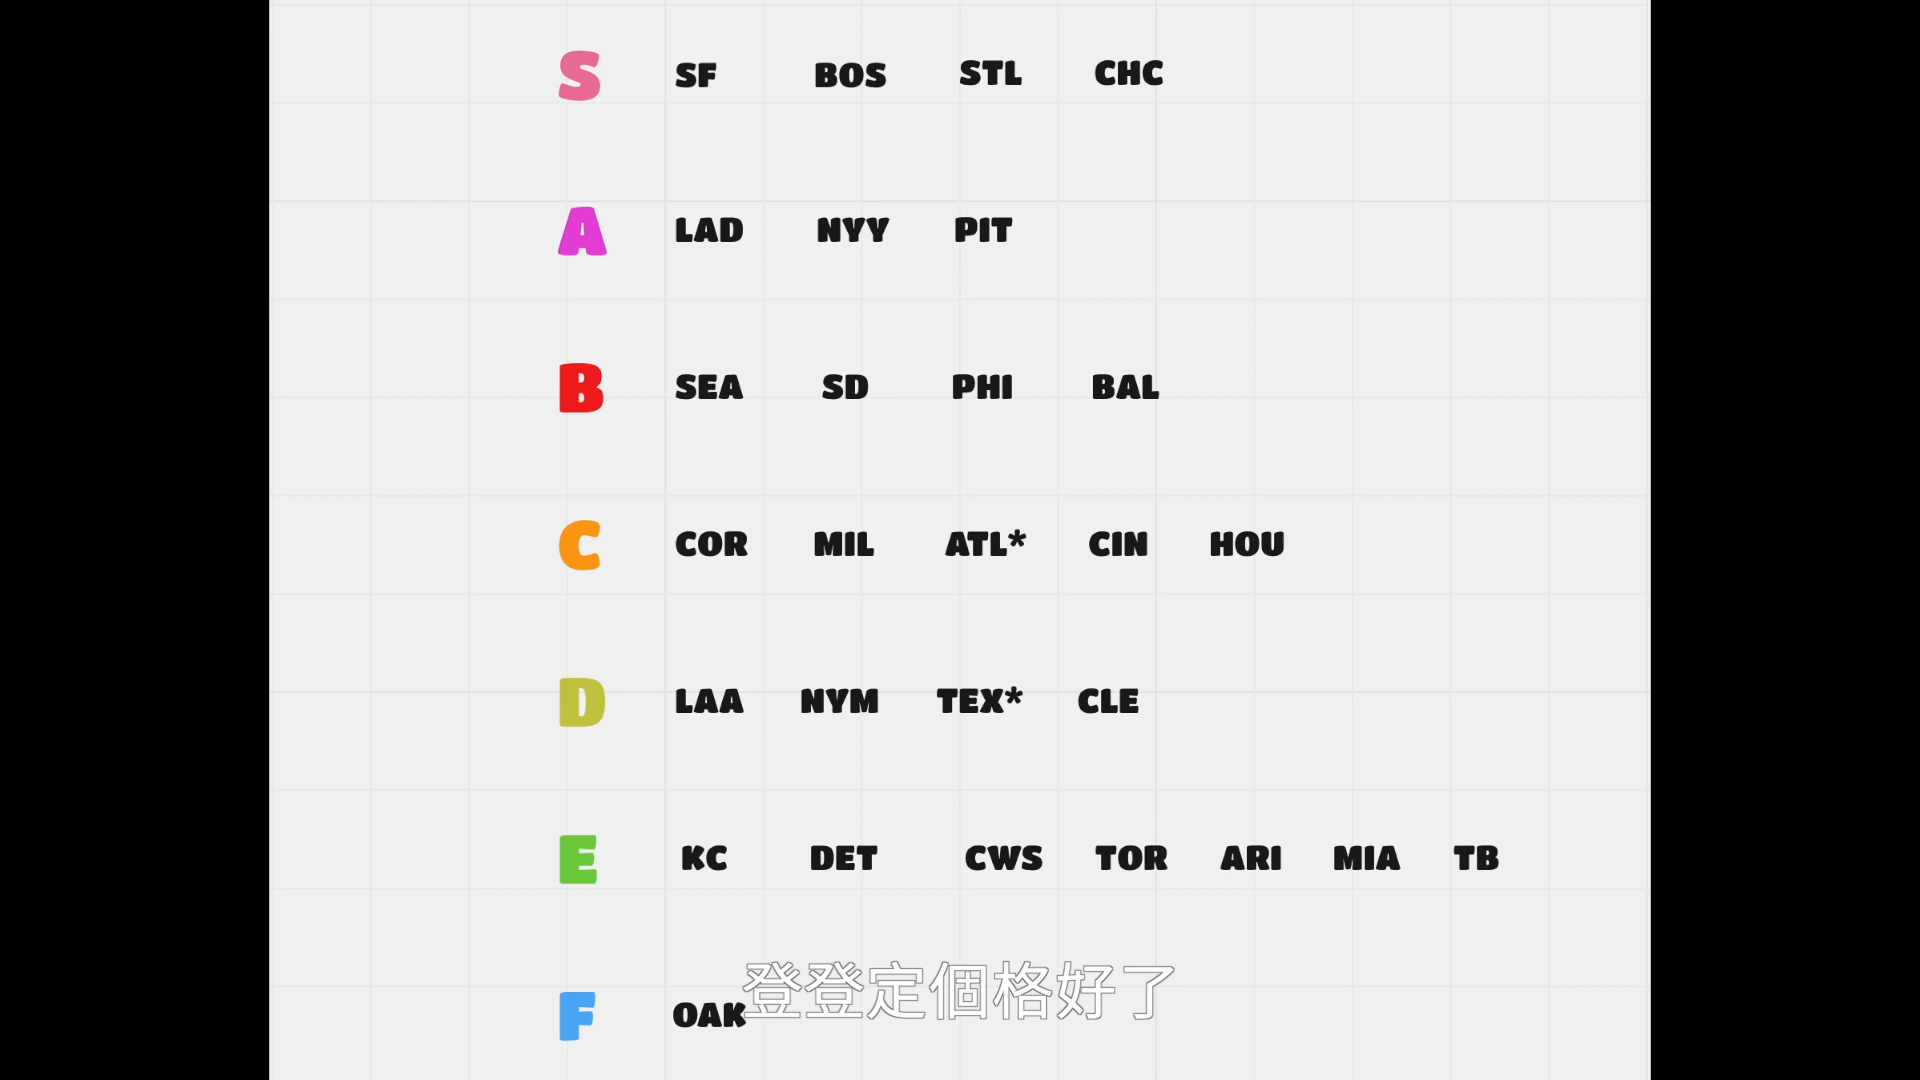 S SF BOS STL CHC
A LAD NYY PIT
B SEA SD PHI BAL
C COR MIL ATL* CIN HOU
D LAA NYM TEX* CLE
E KC DET CWS TOR ARI MIA TB
F OAK
登登定個格好了